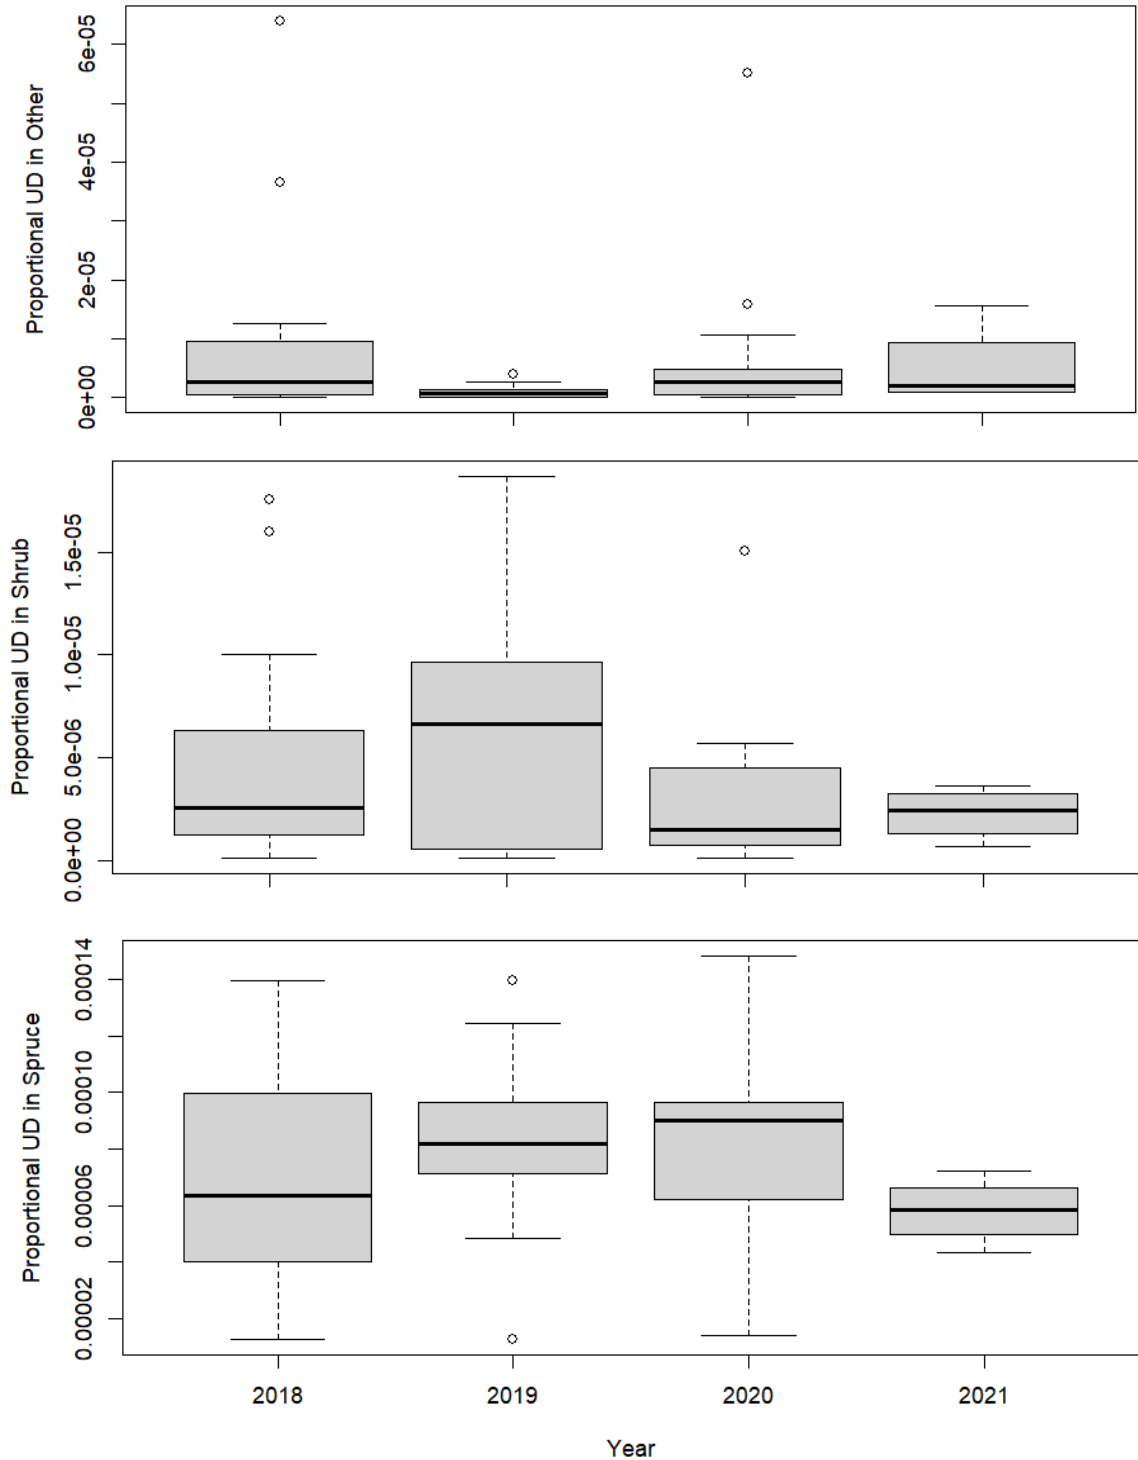 Proportional UD in Other
6e-05
4e-05
2e-05
0e+00
Proportional UD in Shrub
1.5e-05
1.0e-05
5.0e-06
0.0e+00
Proportional UD in Spruce
0.00014
0.00010
0.00006
0.00002
2018 2019 2020 2021
Year